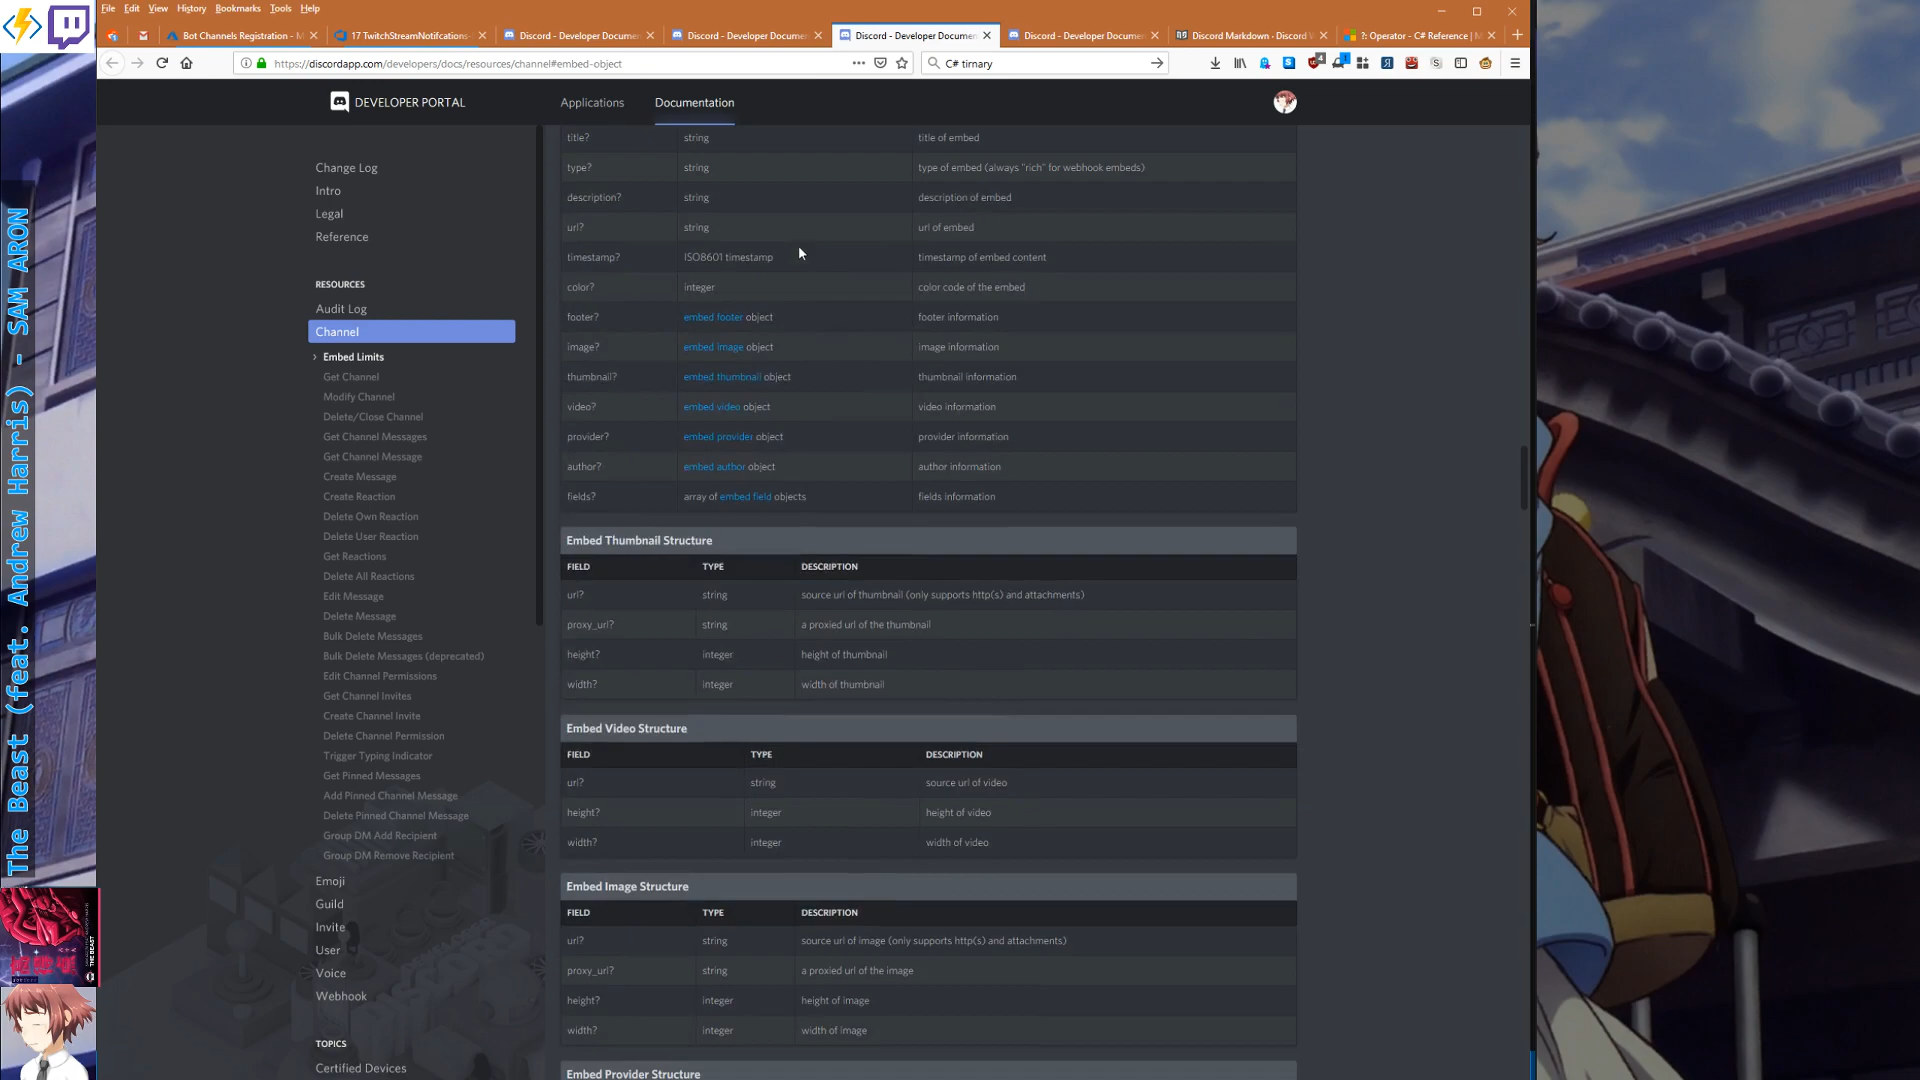 File Edit View History Bookmarks Tools Help
Bot Channels Registration - M
17 TwitchStreamNotifcations-
Discord - Developer Documen
Discord - Developer Documen
Discord - Developer Documen
Discord - Developer Documen
Discord Markdown - Discord
?: Operator - C# Reference | M
https://discordapp.com/developers/docs/resources/channel#embed-object
C# tirnary
4
1
DEVELOPER PORTAL
Applications
Documentation
Change Log
Intro
Legal
Reference
RESOURCES
Audit Log
Channel
Embed Limits
Get Channel
Modify Channel
Delete/Close Channel
Get Channel Messages
Get Channel Message
Create Message
Create Reaction
Delete Own Reaction
Delete User Reaction
Get Reactions
Delete All Reactions
Edit Message
Delete Message
Bulk Delete Messages
Bulk Delete Messages (deprecated)
Edit Channel Permissions
Get Channel Invites
Create Channel Invite
Delete Channel Permission
Trigger Typing Indicator
Get Pinned Messages
Add Pinned Channel Message
Delete Pinned Channel Message
Group DM Add Recipient
Group DM Remove Recipient
Emoji
Guild
Invite
User
Voice
Webhook
TOPICS
Certified Devices
title? string title of embed
type? string type of embed (always "rich" for webhook embeds)
description? string description of embed
url? string url of embed
timestamp? ISO8601 timestamp timestamp of embed content
color? integer color code of the embed
footer? embed footer object footer information
image? embed image object image information
thumbnail? embed thumbnail object thumbnail information
video? embed video object video information
provider? embed provider object provider information
author? embed author object author information
fields? array of embed field objects fields information
Embed Thumbnail Structure
FIELD TYPE DESCRIPTION
url? string source url of thumbnail (only supports http(s) and attachments)
proxy_url? string a proxied url of the thumbnail
height? integer height of thumbnail
width? integer width of thumbnail
Embed Video Structure
FIELD TYPE DESCRIPTION
url? string source url of video
height? integer height of video
width? integer width of video
Embed Image Structure
FIELD TYPE DESCRIPTION
url? string source url of image (only supports http(s) and attachments)
proxy_url? string a proxied url of the image
height? integer height of image
width? integer width of image
Embed Provider Structure
The Beast (feat. Andrew Harris) - SAM ARON